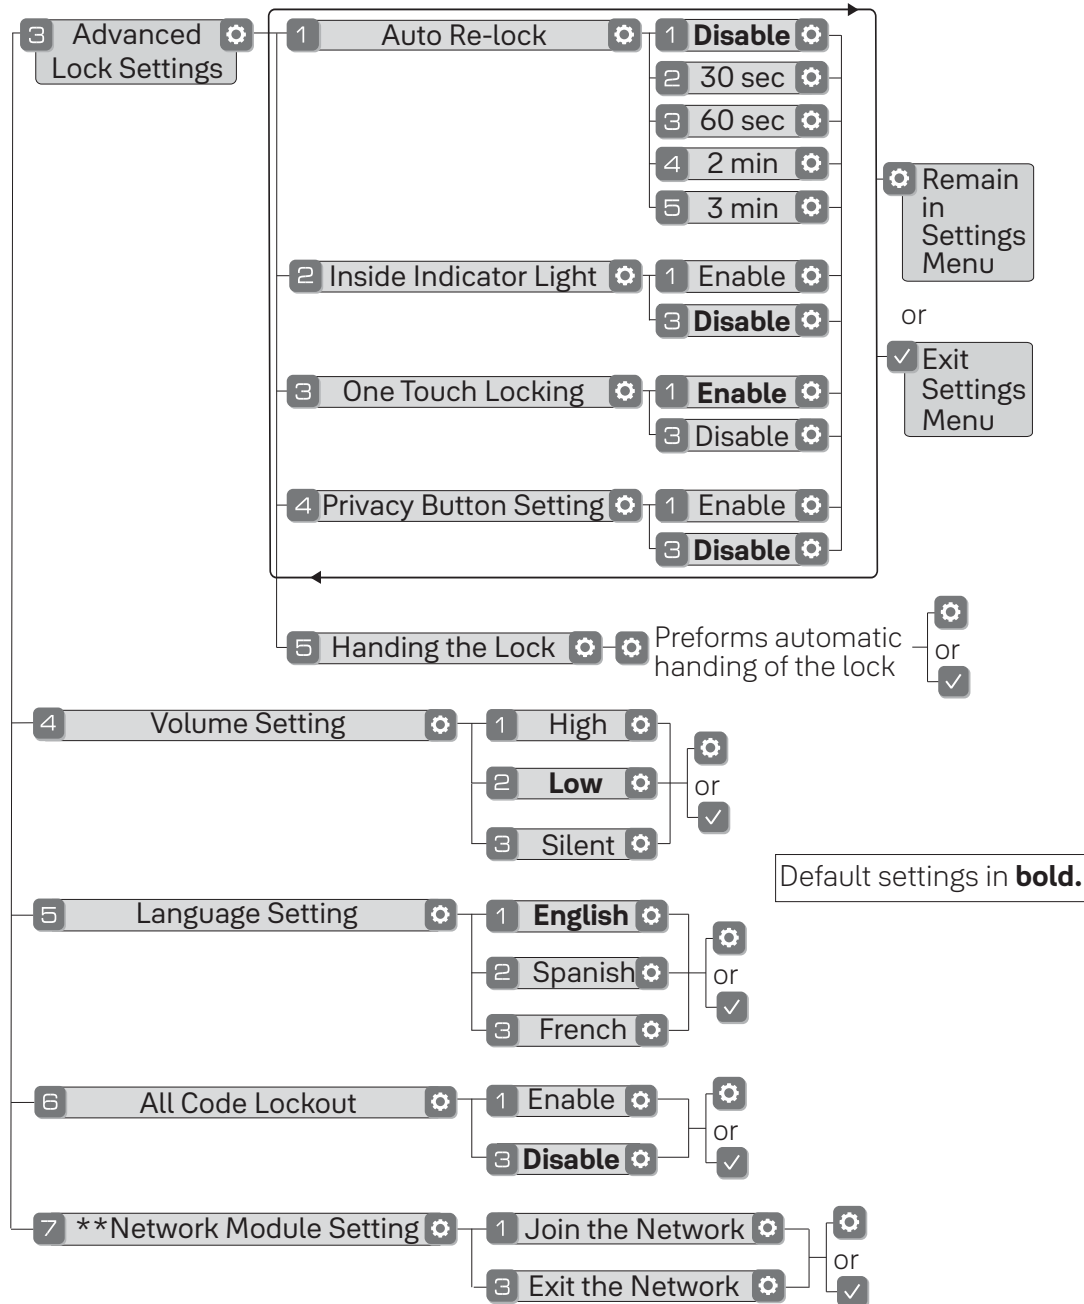 3 Advanced
Lock Settings
1 Auto Re-lock
1 Disable
2 30 sec
3 60 sec
4 2 min
5 3 min
2 Inside Indicator Light
1 Enable
3 Disable
3 One Touch Locking
1 Enable
3 Disable
4 Privacy Button Setting
1 Enable
3 Disable
Remain
in
Settings
Menu
or
Exit
Settings
Menu
5 Handing the Lock
Preforms automatic
handing of the lock
or
4 Volume Setting
1 High
2 Low
3 Silent
or
Default settings in bold.
5 Language Setting
1 English
2 Spanish
3 French
or
6 All Code Lockout
1 Enable
3 Disable
or
7 **Network Module Setting
1 Join the Network
3 Exit the Network
or